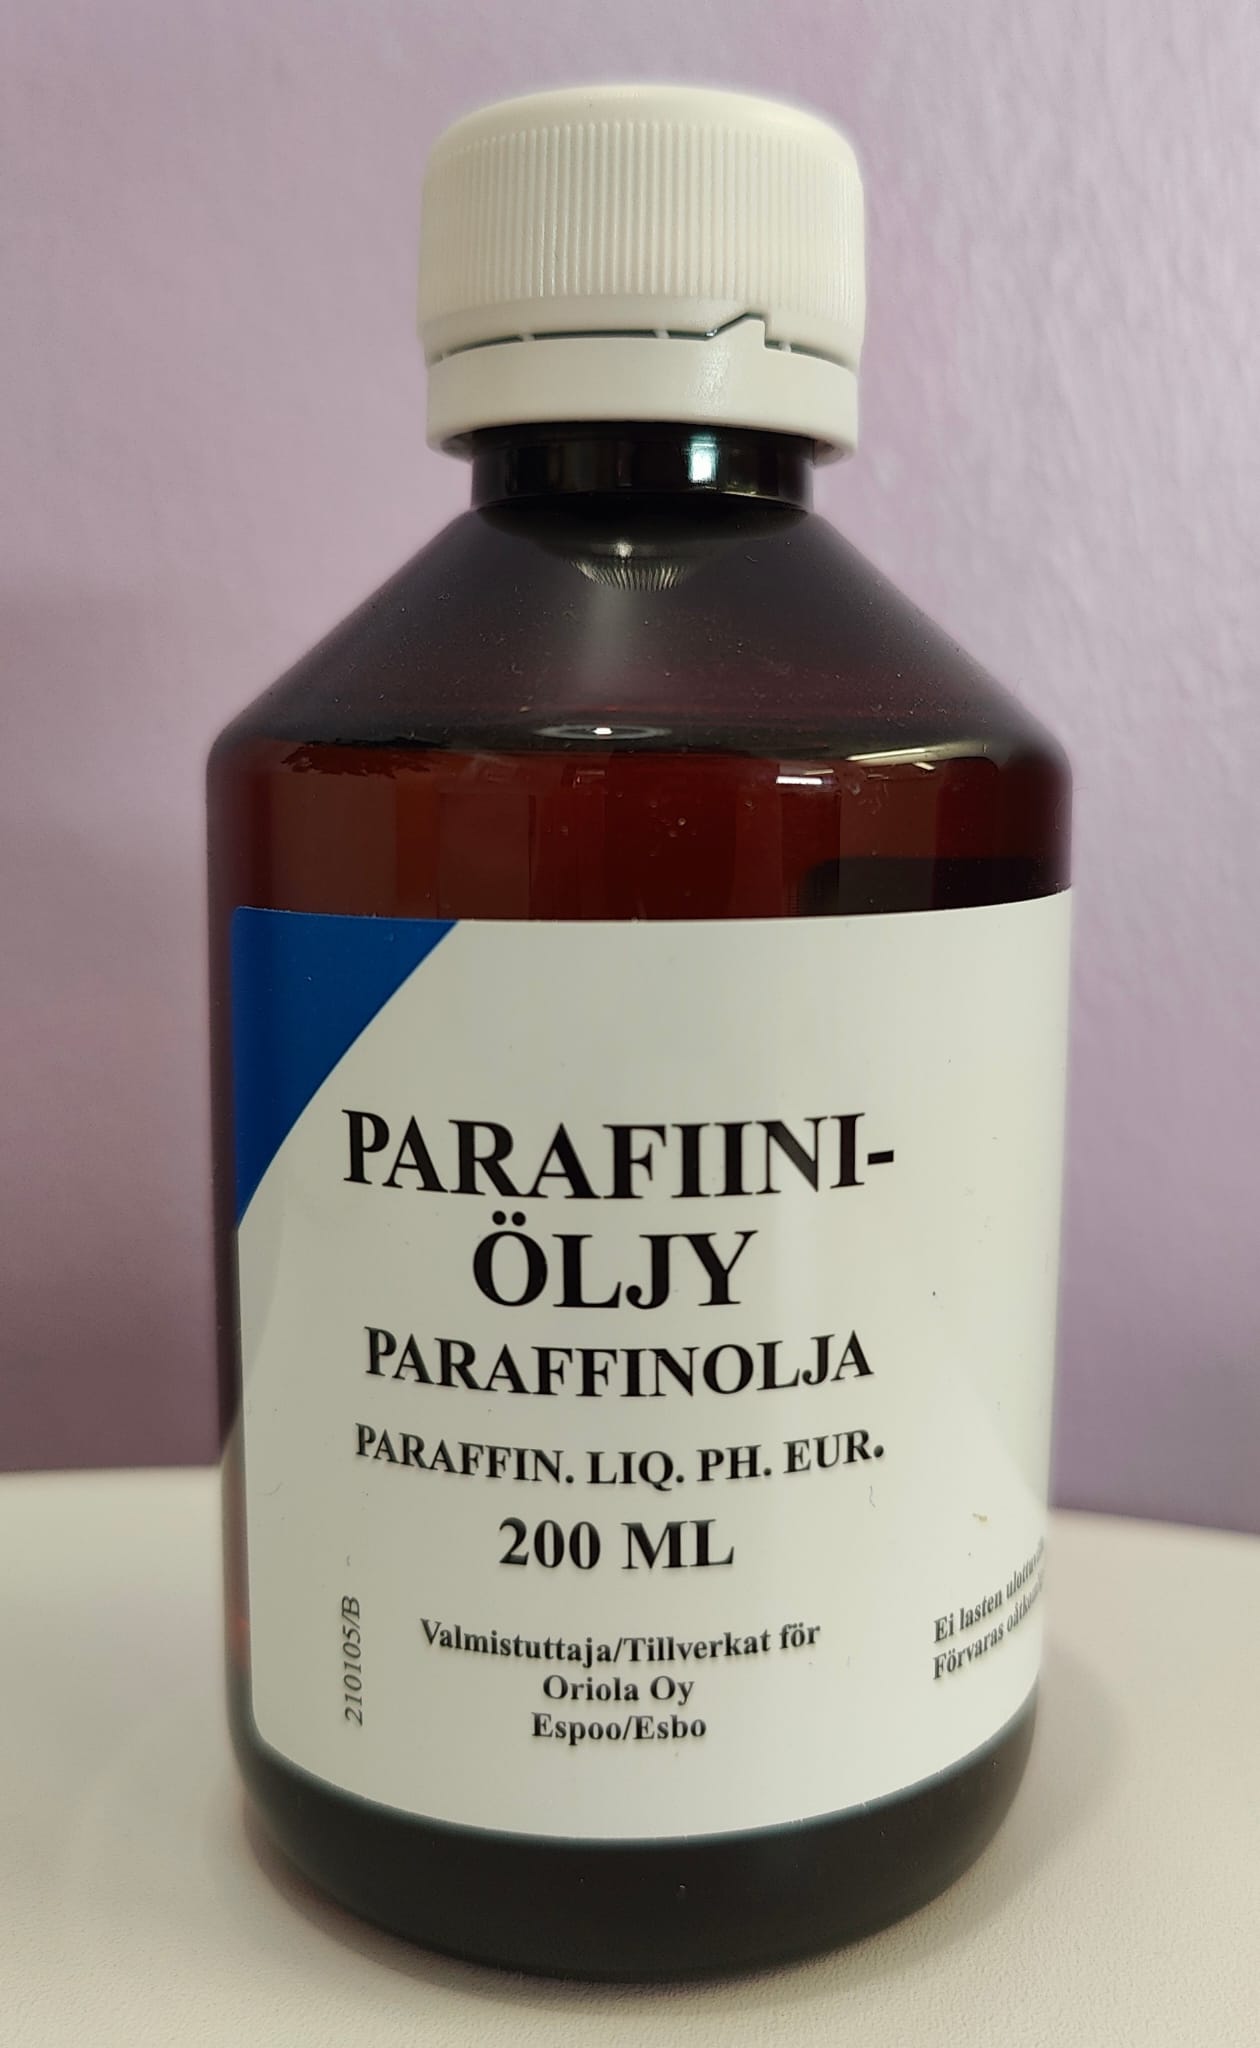 PARAFIINI-
ÖLJY
PARAFFINOLJA
PARAFFIN. LIQ. PH. EUR.
200 ML
Valmistuttaja/Tillverkat för
Oriola Oy
Espoo/Esbo
210105/B
Ei lasten
Förvaras